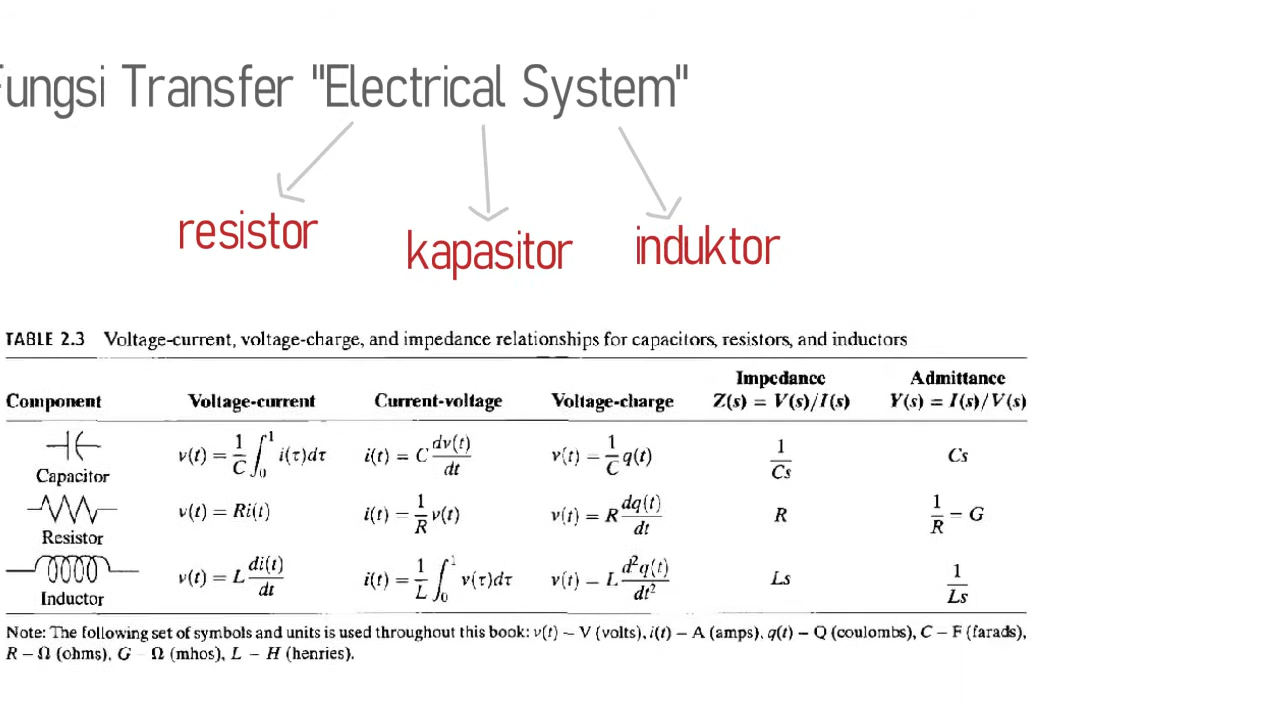 Fungsi Transfer "Electrical System"
resistor
kapasitor
induktor
TABLE 2.3 Voltage-current, voltage-charge, and impedance relationships for capacitors, resistors, and inductors
Component Voltage-current Current-voltage Voltage-charge Impedance Z(s) = V(s)/I(s) Admittance Y(s) = I(s)/V(s)
Capacitor v(t) = 1/C ∫₀¹ i(τ)dτ i(t) = C dv(t)/dt v(t) = 1/C q(t) 1/Cs Cs
Resistor v(t) = Ri(t) i(t) = 1/R v(t) v(t) = R dq(t)/dt R 1/R = G
Inductor v(t) = L di(t)/dt i(t) = 1/L ∫₀¹ v(τ)dτ v(t) = L d²q(t)/dt² Ls 1/Ls
Note: The following set of symbols and units is used throughout this book: v(t) – V (volts), i(t) – A (amps), q(t) – Q (coulombs), C – F (farads),
R – Ω (ohms), G – Ω (mhos), L – H (henries).